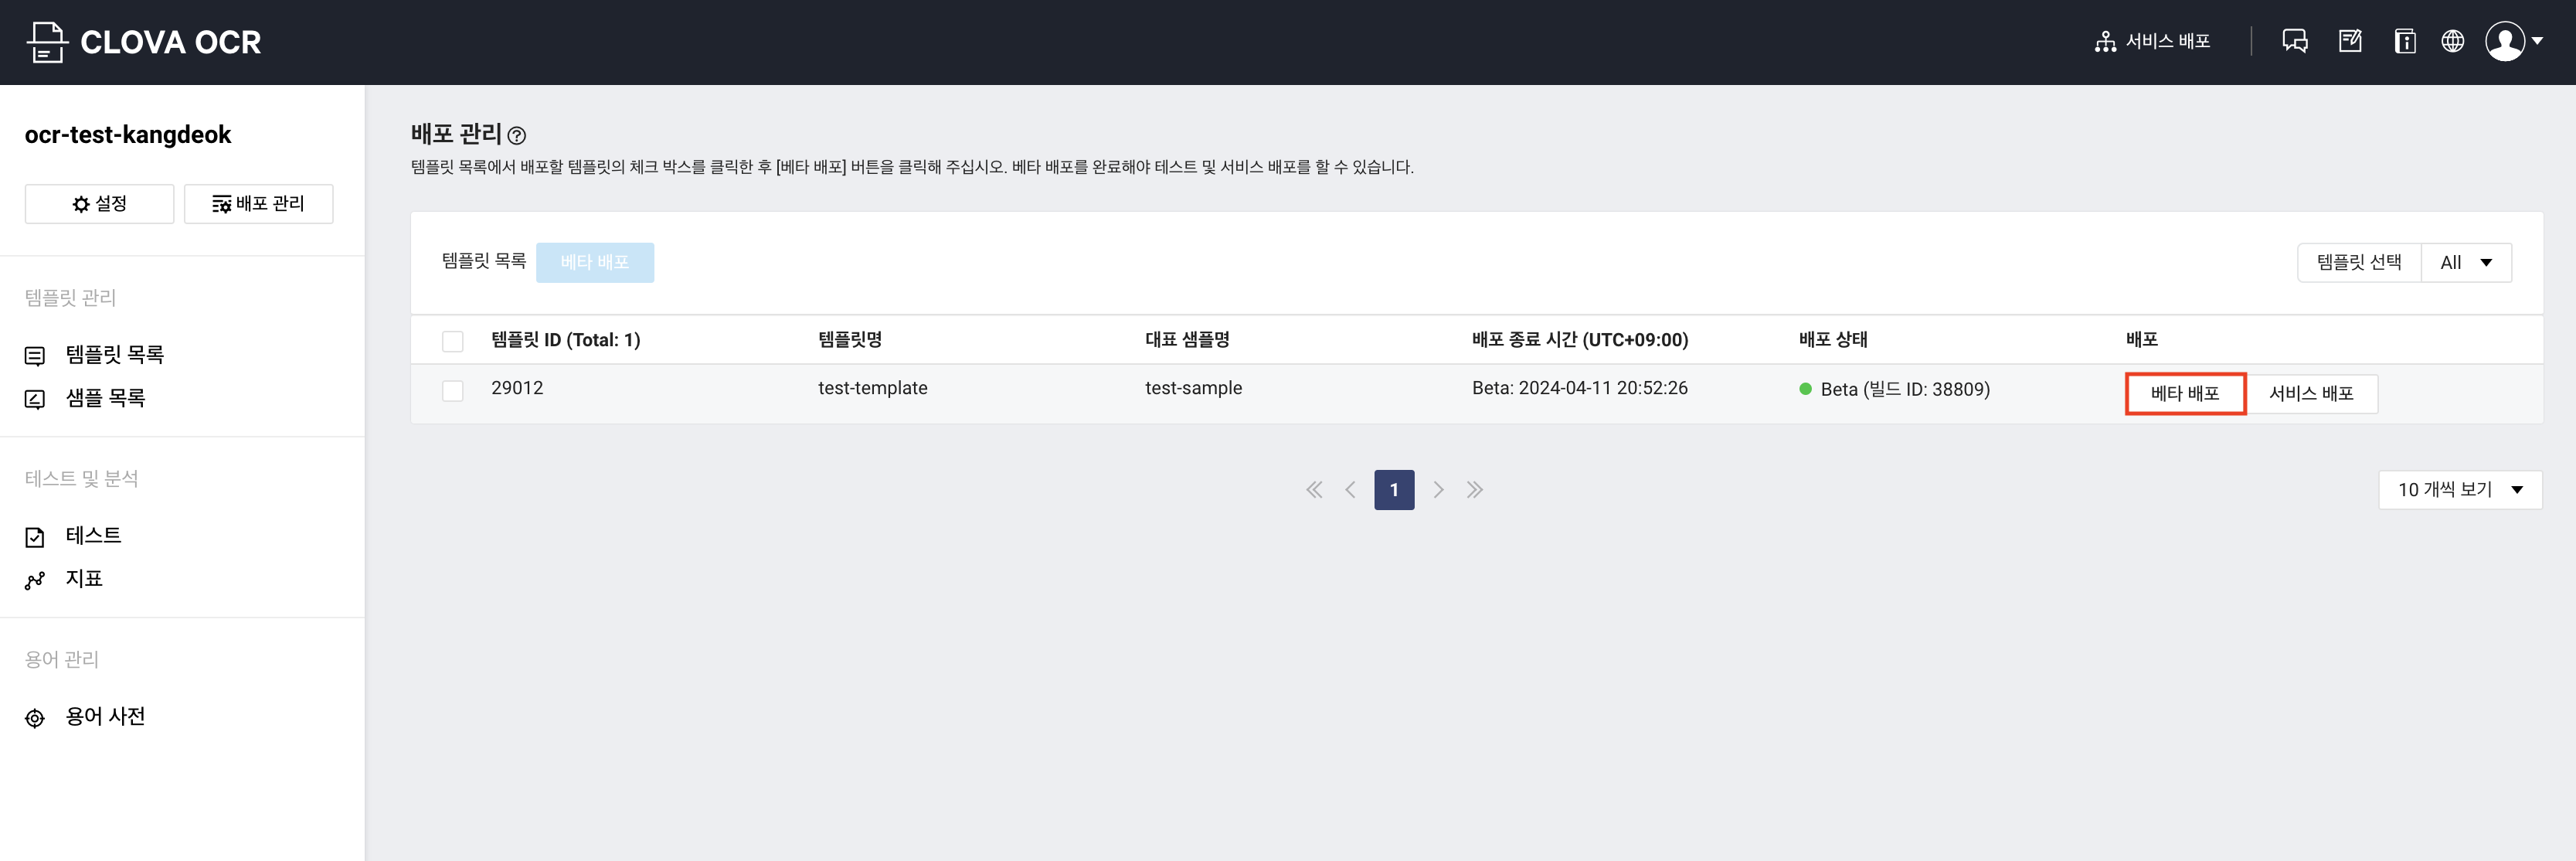 CLOVA OCR
서비스 배포
ocr-test-kangdeok
설정
배포 관리
템플릿 관리
템플릿 목록
샘플 목록
테스트 및 분석
테스트
지표
용어 관리
용어 사전
배포 관리
템플릿 목록에서 배포할 템플릿의 체크 박스를 클릭한 후 [베타 배포] 버튼을 클릭해 주십시오. 베타 배포를 완료해야 테스트 및 서비스 배포를 할 수 있습니다.
템플릿 목록 베타 배포
템플릿 선택 All
템플릿 ID (Total: 1) 템플릿명 대표 샘플명 배포 종료 시간 (UTC+09:00) 배포 상태 배포
29012 test-template test-sample Beta: 2024-04-11 20:52:26 Beta (빌드 ID: 38809) 베타 배포 서비스 배포
1
10 개씩 보기